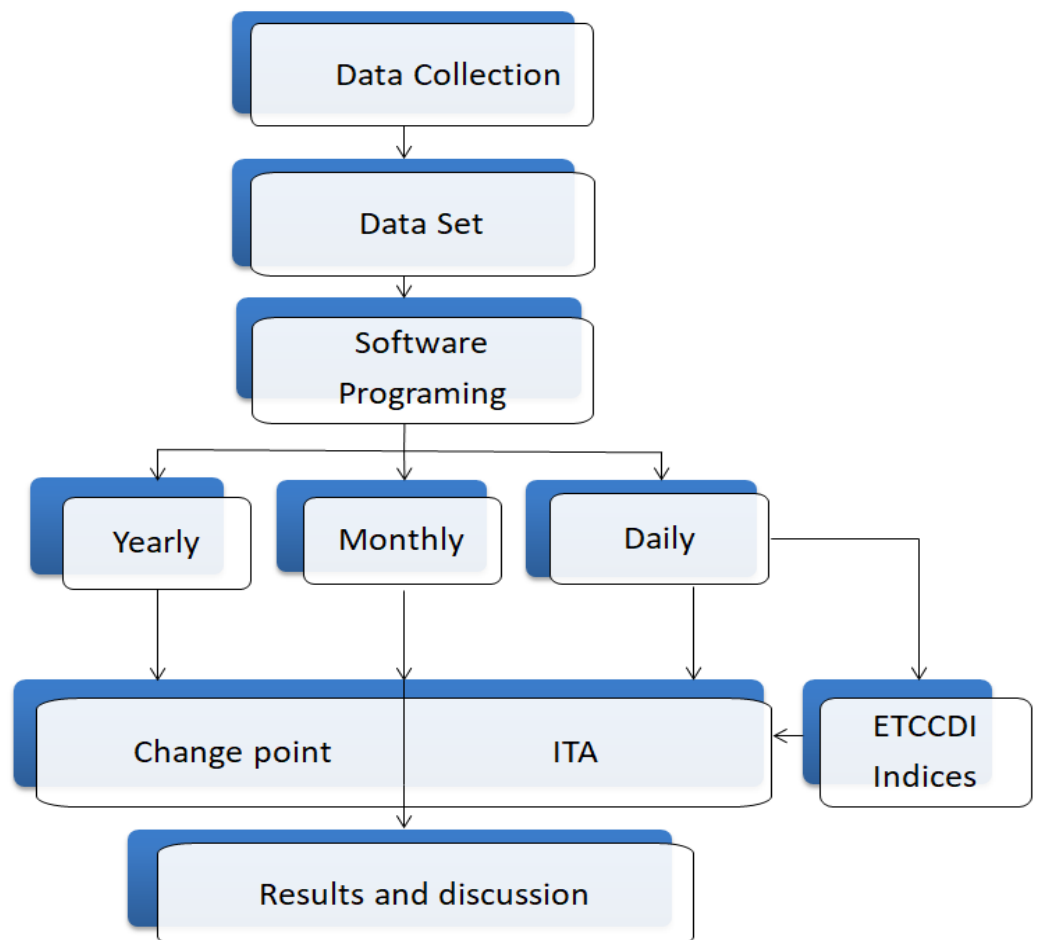 Data Collection
Data Set
Software
Programing
Yearly
Monthly
Daily
Change point
ITA
ETCCDI
Indices
Results and discussion